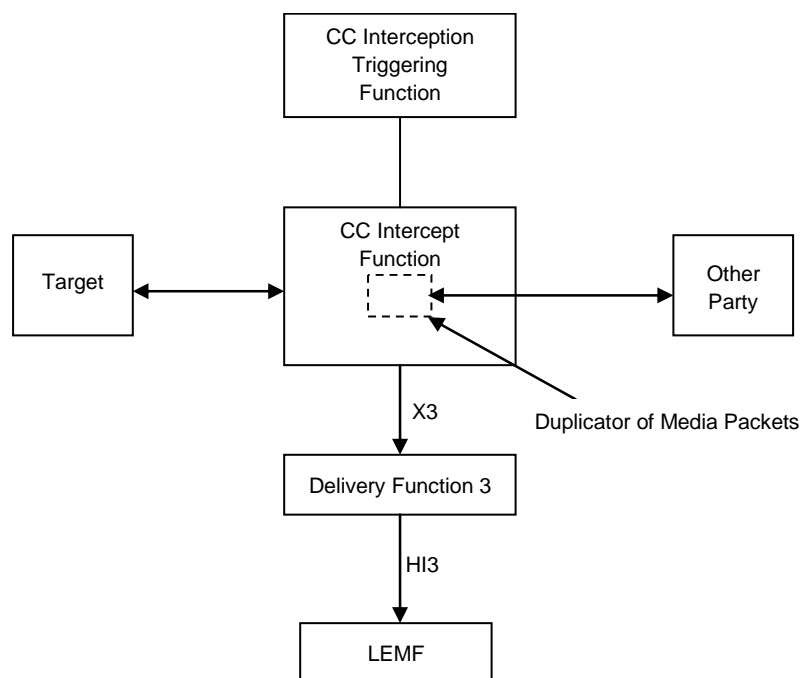 CC Interception
Triggering
Function
CC Intercept
Function
Target
Other
Party
X3
Duplicator of Media Packets
Delivery Function 3
HI3
LEMF